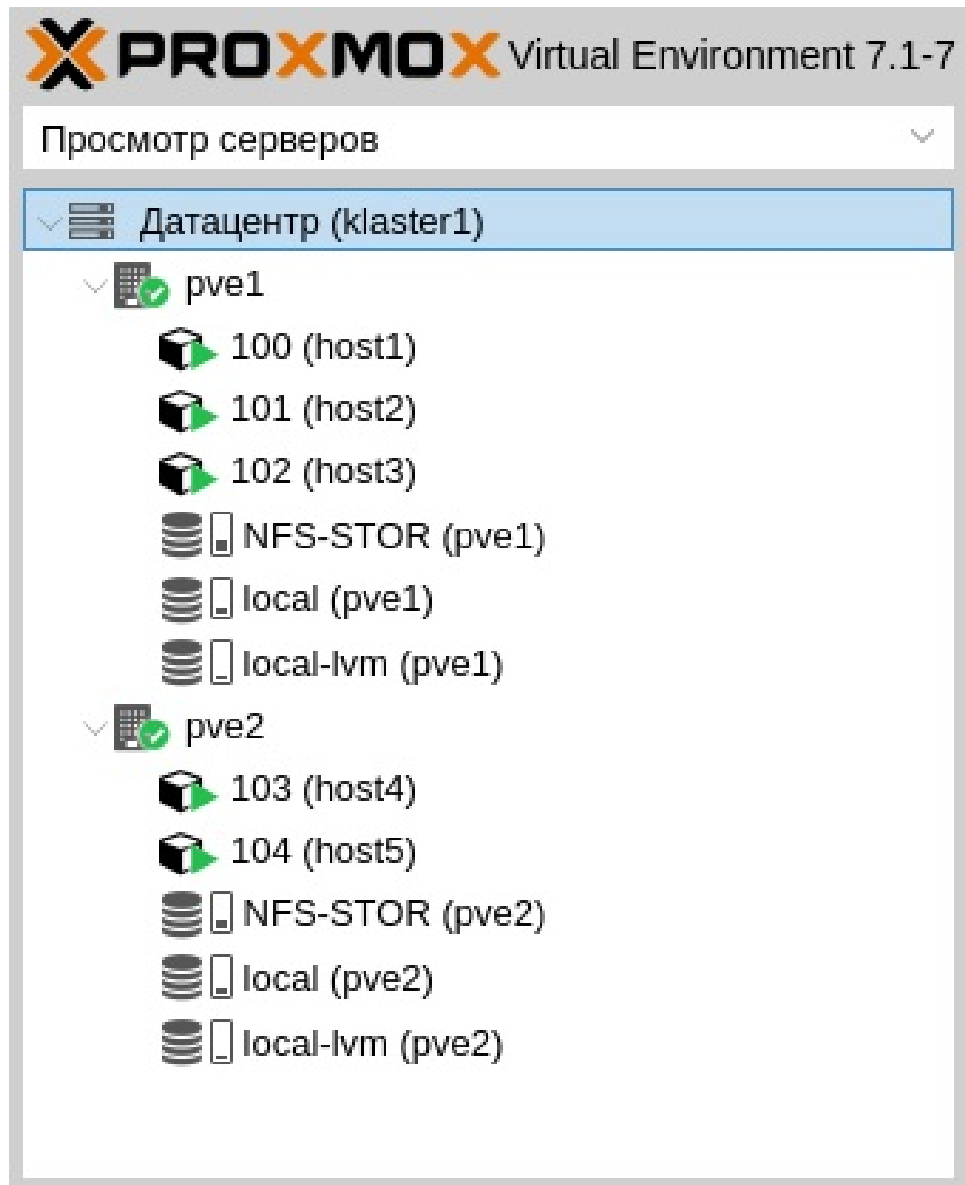 PROXMOX Virtual Environment 7.1-7
Просмотр серверов
Датацентр (klaster1)
pve1
100 (host1)
101 (host2)
102 (host3)
NFS-STOR (pve1)
local (pve1)
local-lvm (pve1)
pve2
103 (host4)
104 (host5)
NFS-STOR (pve2)
local (pve2)
local-lvm (pve2)